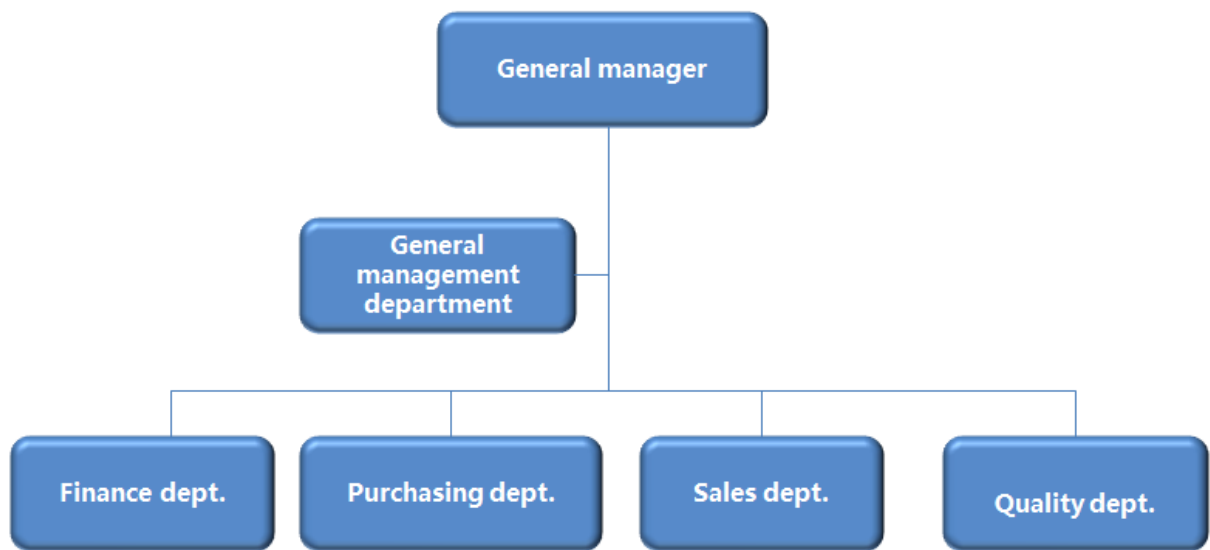 General manager
General
management
department
Finance dept.
Purchasing dept.
Sales dept.
Quality dept.